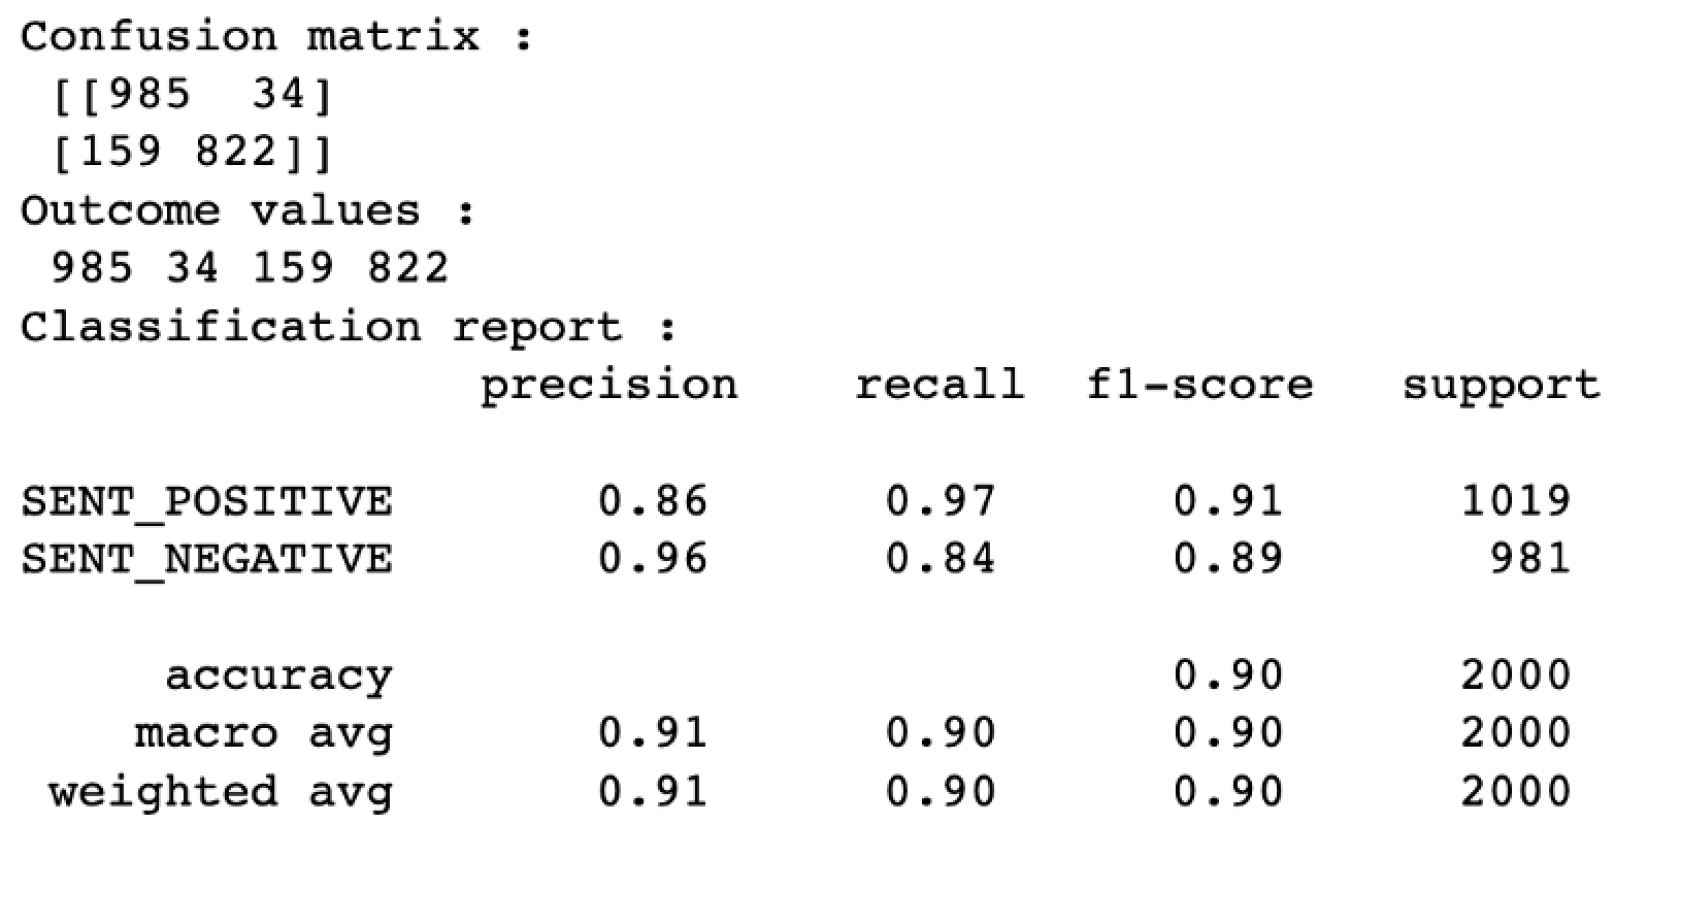 Confusion matrix :
[[985  34]
[159 822]]
Outcome values :
985 34 159 822
Classification report :
precision recall f1-score support
SENT_POSITIVE 0.86 0.97 0.91 1019
SENT_NEGATIVE 0.96 0.84 0.89 981
accuracy 0.90 2000
macro avg 0.91 0.90 0.90 2000
weighted avg 0.91 0.90 0.90 2000